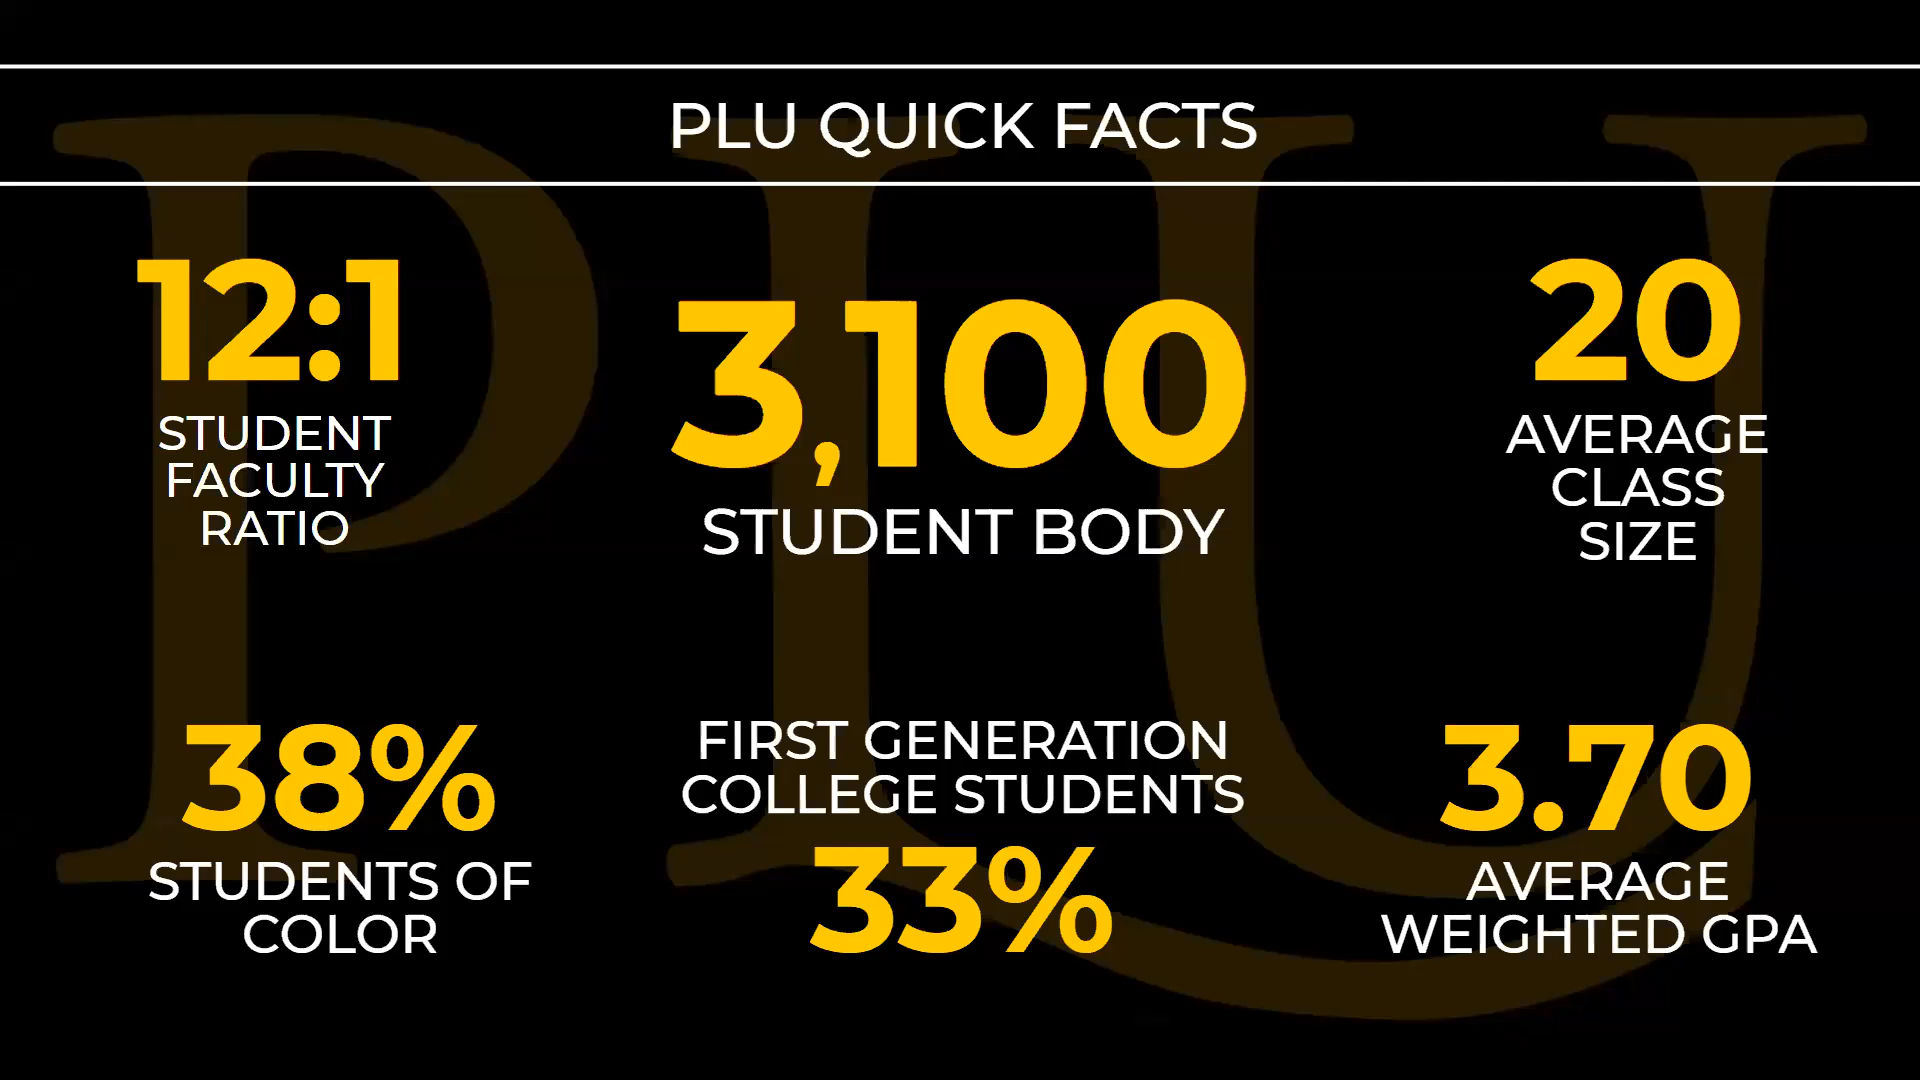 PLU QUICK FACTS
12:1
STUDENT
FACULTY
RATIO
3,100
STUDENT BODY
20
AVERAGE
CLASS
SIZE
38%
STUDENTS OF
COLOR
FIRST GENERATION
COLLEGE STUDENTS
33%
3.70
AVERAGE
WEIGHTED GPA
PLU